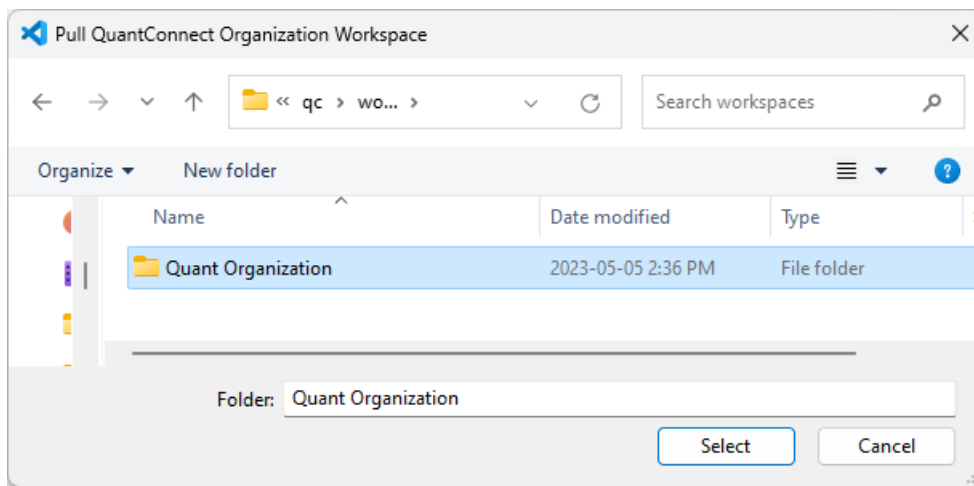 Pull QuantConnect Organization Workspace
« qc > wo... > Search workspaces
Organize New folder ?
Name Date modified Type
Quant Organization 2023-05-05 2:36 PM File folder
Folder: Quant Organization
Select Cancel